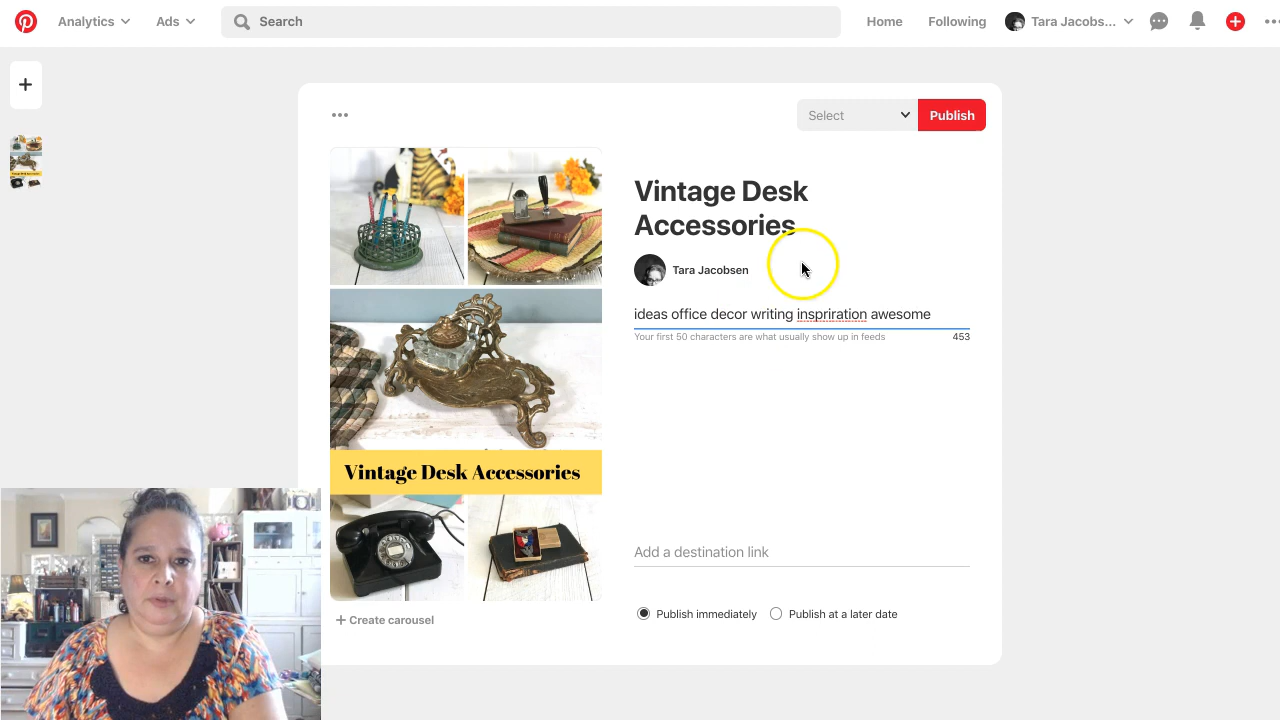 Analytics Ads Search Home Following Tara Jacobs...
Select Publish
Vintage Desk
Accessories
Tara Jacobsen
ideas office decor writing inspriration awesome
Your first 50 characters are what usually show up in feeds 453
Vintage Desk Accessories
Add a destination link
Publish immediately Publish at a later date
+ Create carousel